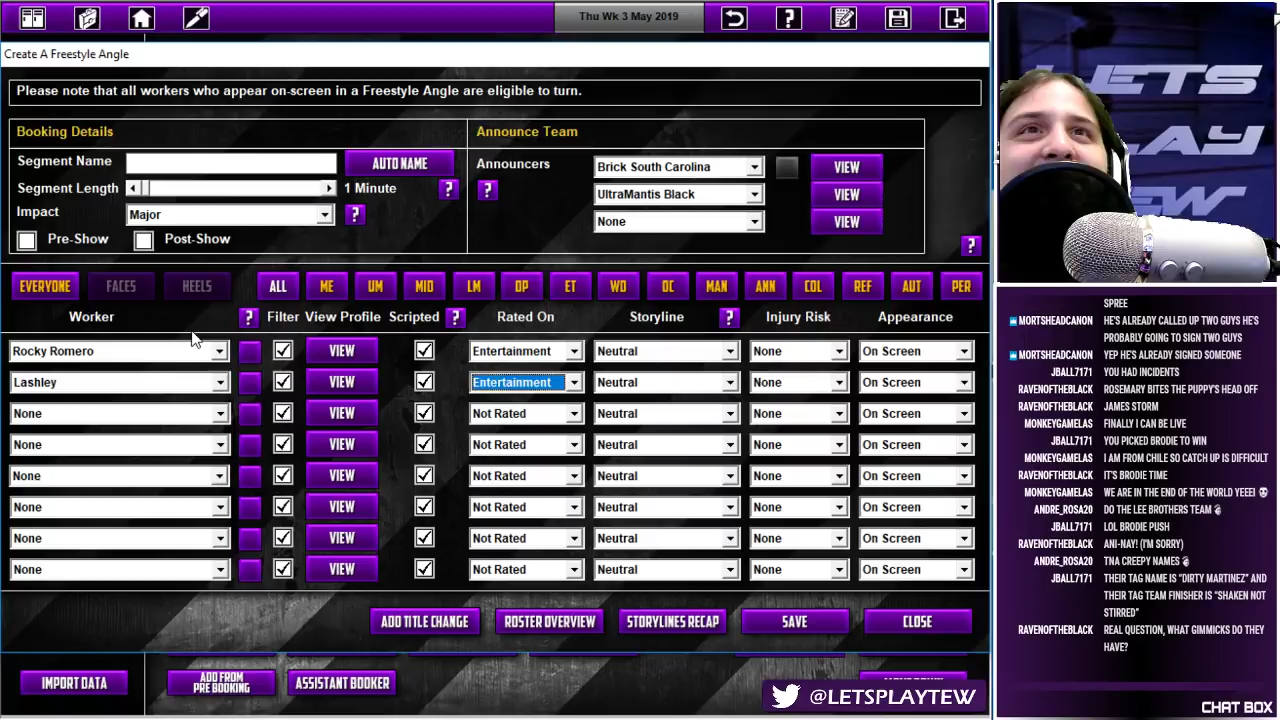 Thu Wk 3 May 2019
?
Create A Freestyle Angle
Please note that all workers who appear on-screen in a Freestyle Angle are eligible to turn.
Booking Details
Segment Name
AUTO NAME
Segment Length
1 Minute
?
Impact
Major
?
Pre-Show
Post-Show
Announce Team
Announcers
?
Brick South Carolina
VIEW
UltraMantis Black
VIEW
None
VIEW
?
EVERYONE FACES HEELS ALL ME UM MID LM OP ET WO OC MAN ANN COL REF AUT PER
Worker ? Filter View Profile Scripted ? Rated On Storyline ? Injury Risk Appearance
Rocky Romero VIEW Entertainment Neutral None On Screen
Lashley VIEW Entertainment Neutral None On Screen
None VIEW Not Rated Neutral None On Screen
None VIEW Not Rated Neutral None On Screen
None VIEW Not Rated Neutral None On Screen
None VIEW Not Rated Neutral None On Screen
None VIEW Not Rated Neutral None On Screen
None VIEW Not Rated Neutral None On Screen
ADD TITLE CHANGE ROSTER OVERVIEW STORYLINES RECAP SAVE CLOSE
IMPORT DATA
ADD FROM
PRE BOOKING
ASSISTANT BOOKER
@LETSPLAYTEW
LETS
PLAY
TEW
SPREE
MORTSHEADCANON HE'S ALREADY CALLED UP TWO GUYS HE'S
PROBABLY GOING TO SIGN TWO GUYS
MORTSHEADCANON YEP HE'S ALREADY SIGNED SOMEONE
JBALL7171 YOU HAD INCIDENTS
RAVENOFTHEBLACK ROSEMARY BITES THE PUPPY'S HEAD OFF
RAVENOFTHEBLACK JAMES STORM
MONKEYGAMELAS FINALLY I CAN BE LIVE
JBALL7171 YOU PICKED BRODIE TO WIN
MONKEYGAMELAS I AM FROM CHILE SO CATCH UP IS DIFFICULT
RAVENOFTHEBLACK IT'S BRODIE TIME
MONKEYGAMELAS WE ARE IN THE END OF THE WORLD YEEE! 💀
ANDRE_ROSA20 DO THE LEE BROTHERS TEAM
JBALL7171 LOL BRODIE PUSH
RAVENOFTHEBLACK ANI-NAY! (I'M SORRY)
ANDRE_ROSA20 TNA CREEPY NAMES
JBALL7171 THEIR TAG NAME IS "DIRTY MARTINEZ" AND
THEIR TAG TEAM FINISHER IS "SHAKEN NOT
STIRRED"
RAVENOFTHEBLACK REAL QUESTION, WHAT GIMMICKS DO THEY
HAVE?
CHAT BOX